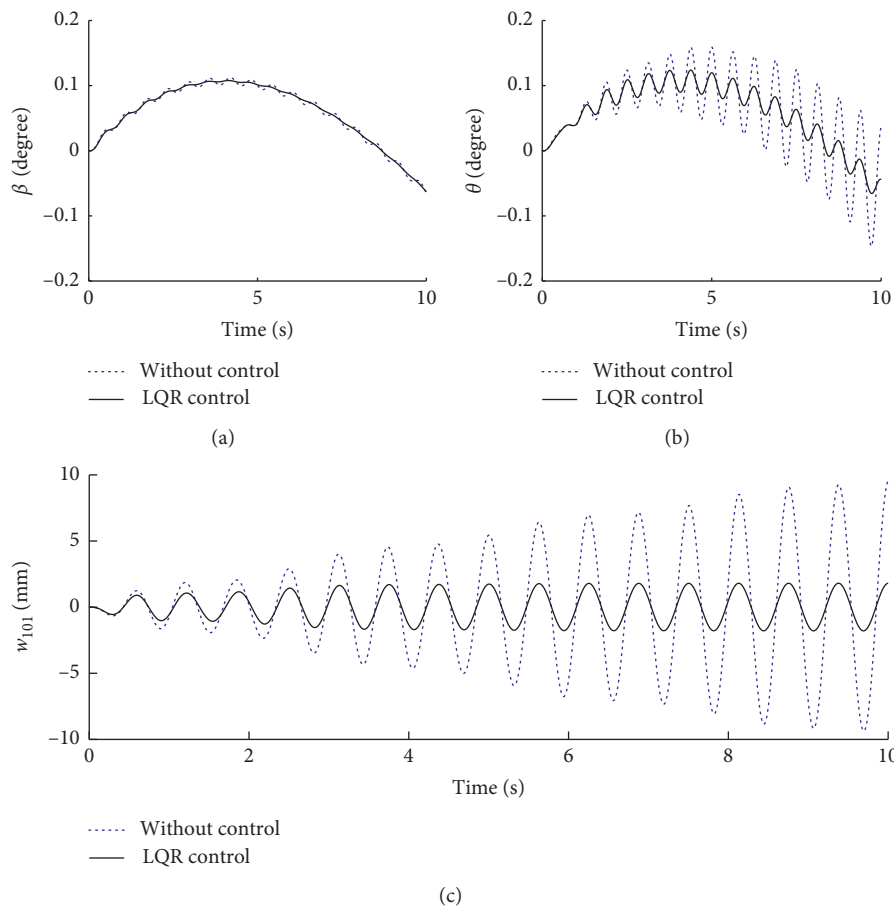 0.2
0.1
0
–0.1
–0.2
β (degree)
0
5
10
Time (s)
Without control
LQR control
(a)
0.2
0.1
0
–0.1
–0.2
θ (degree)
0
5
10
Time (s)
Without control
LQR control
(b)
10
5
0
–5
–10
w101 (mm)
0
2
4
6
8
10
Time (s)
Without control
LQR control
(c)